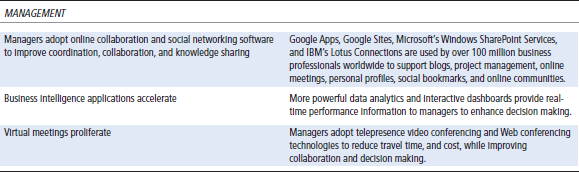 MANAGEMENT
Managers adopt online collaboration and social networking software
to improve coordination, collaboration, and knowledge sharing
Google Apps, Google Sites, Microsoft's Windows SharePoint Services,
and IBM's Lotus Connections are used by over 100 million business
professionals worldwide to support blogs, project management, online
meetings, personal profiles, social bookmarks, and online communities.
Business intelligence applications accelerate
More powerful data analytics and interactive dashboards provide real-
time performance information to managers to enhance decision making.
Virtual meetings proliferate
Managers adopt telepresence video conferencing and Web conferencing
technologies to reduce travel time, and cost, while improving
collaboration and decision making.